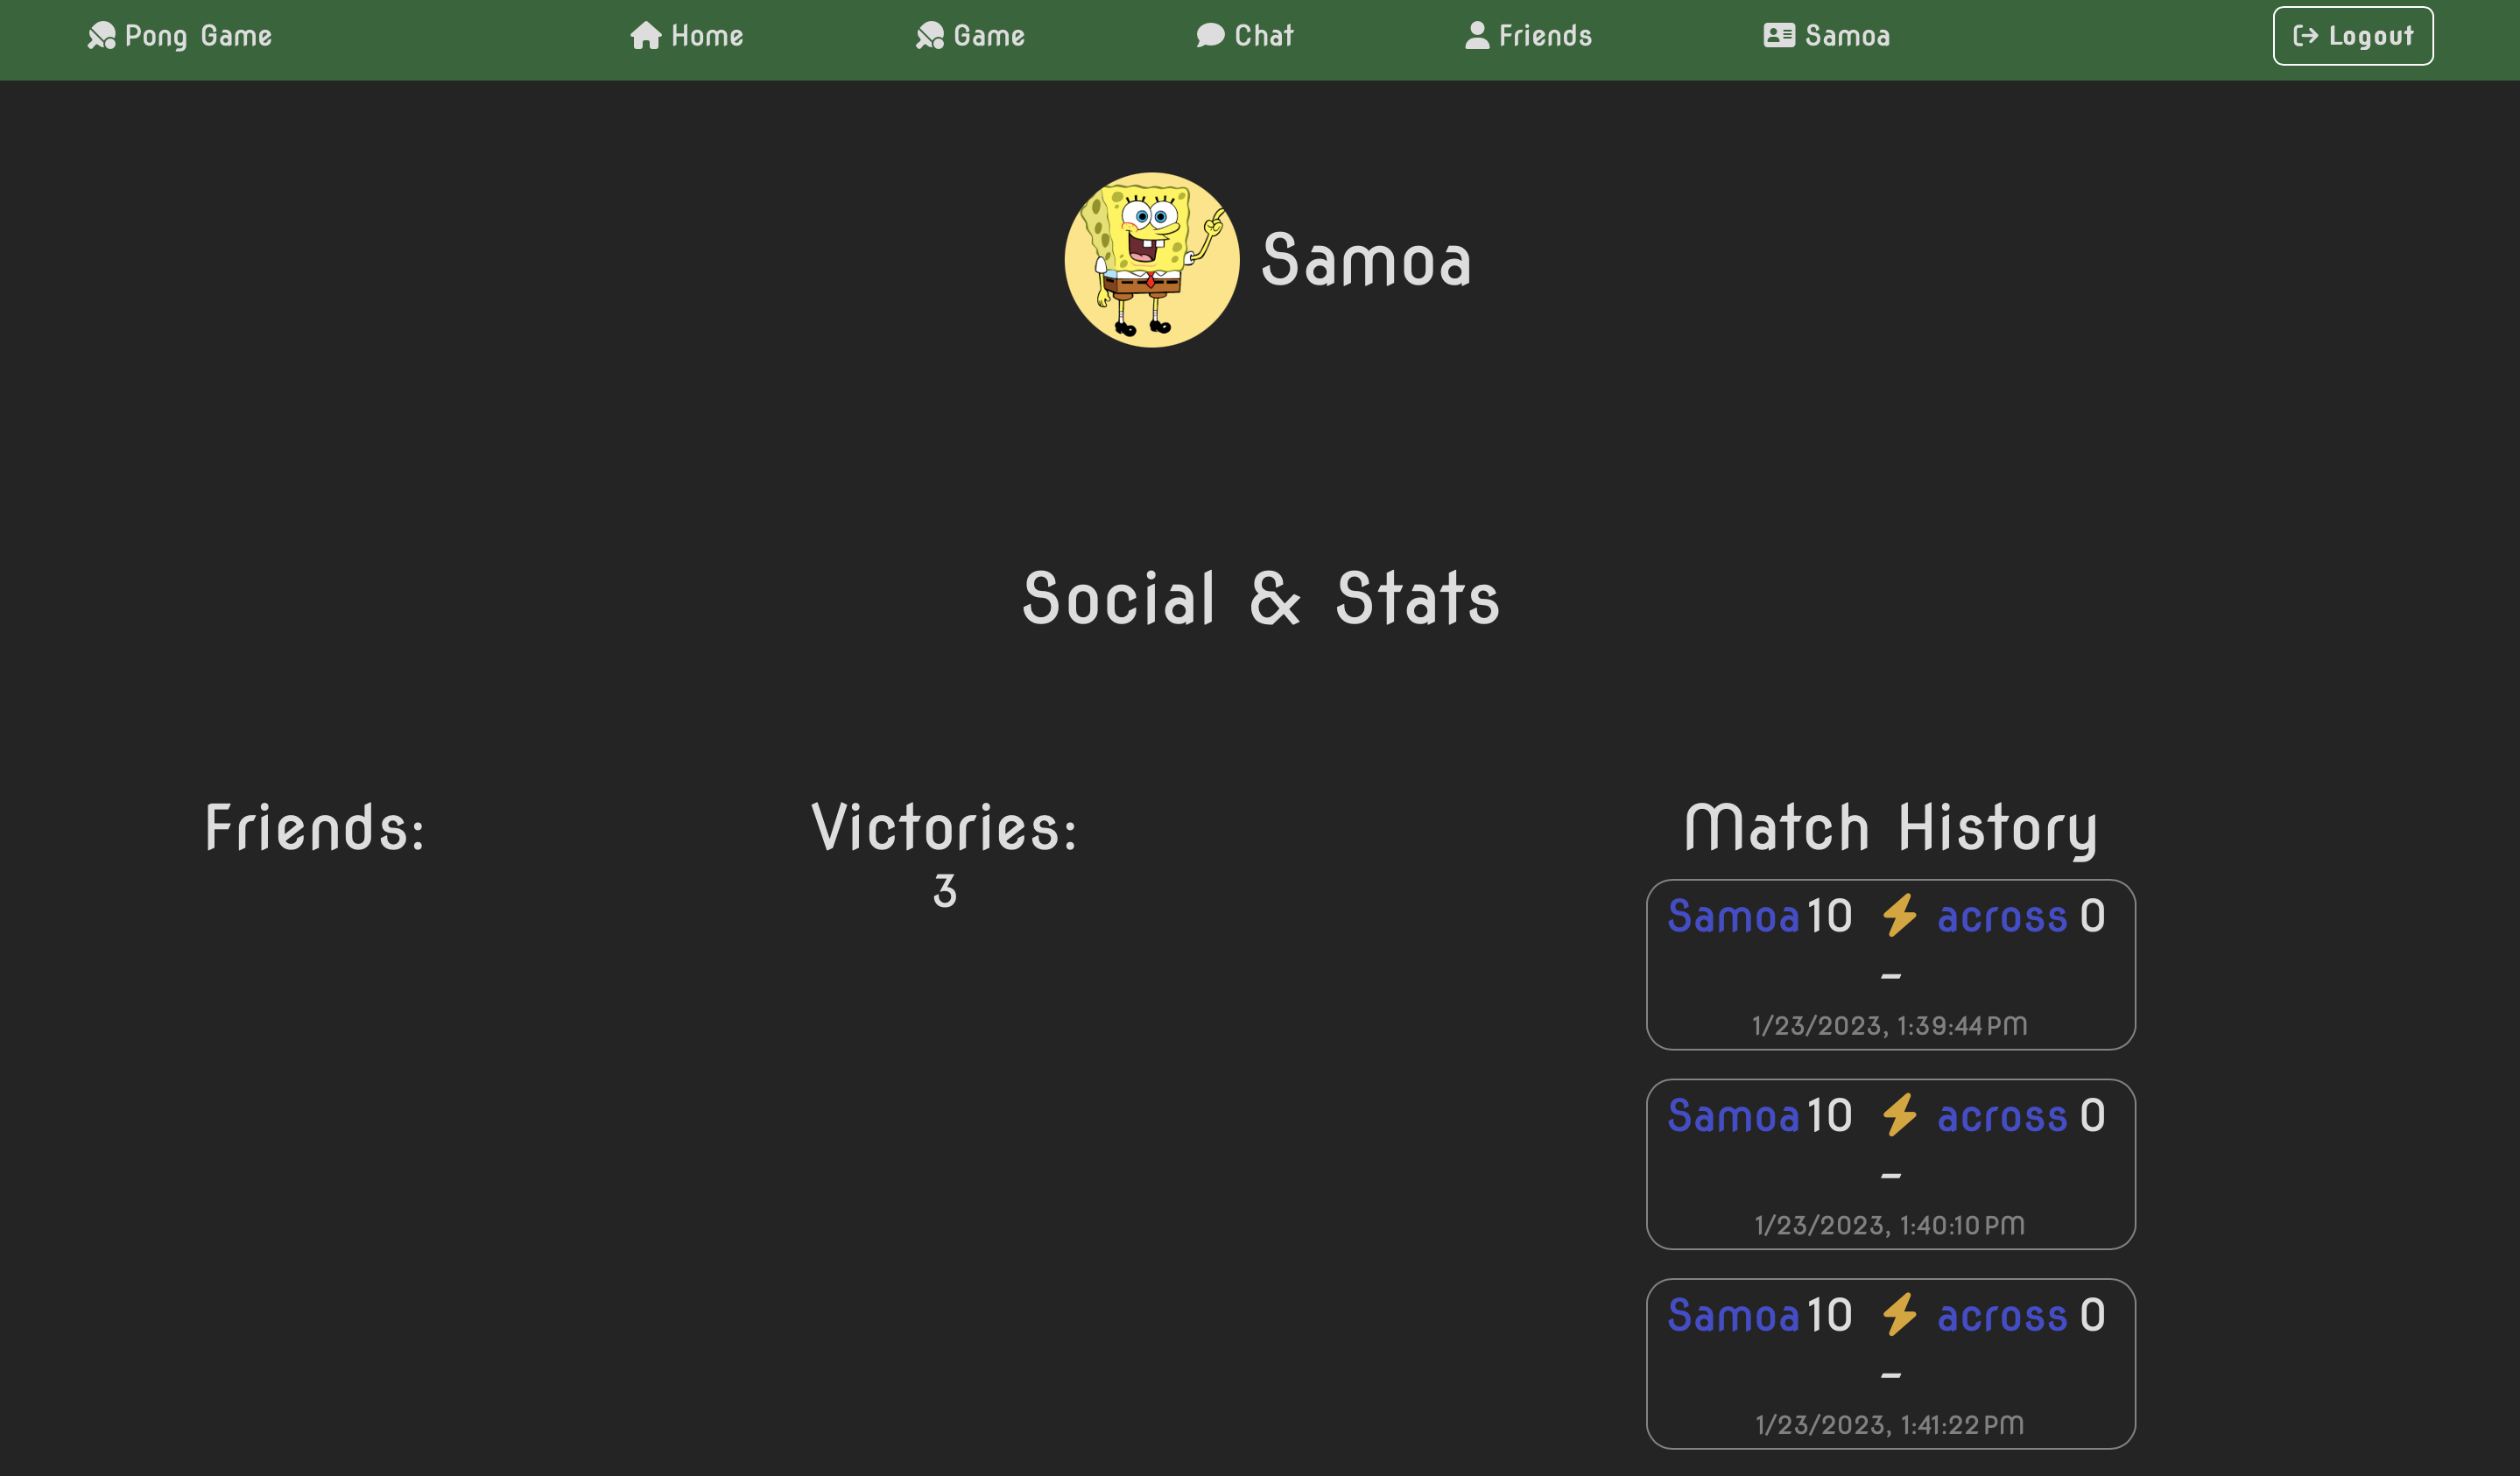 Pong Game Home Game Chat Friends Samoa Logout
Samoa
Social & Stats
Friends: Victories: Match History
3
Samoa 10 across 0
-
1/23/2023, 1:39:44 PM
Samoa 10 across 0
-
1/23/2023, 1:40:10 PM
Samoa 10 across 0
-
1/23/2023, 1:41:22 PM